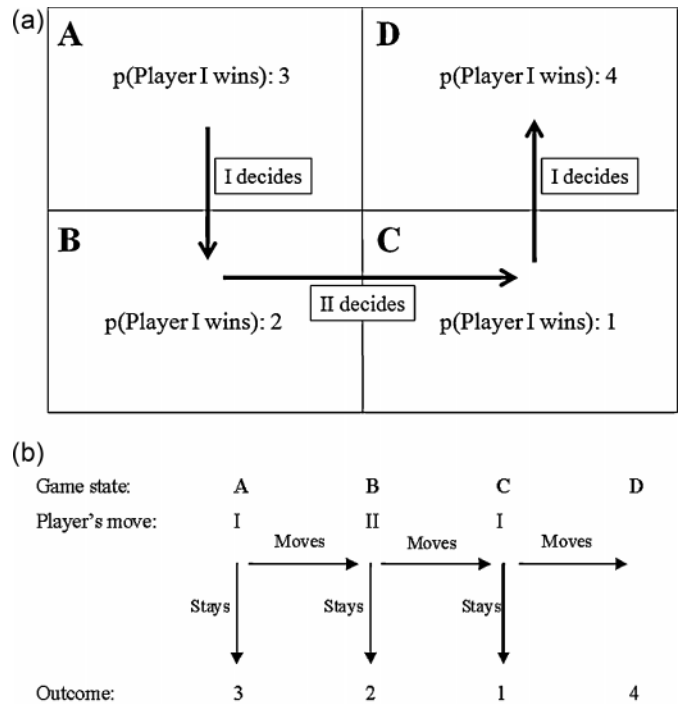 (a)
A
D
p(Player I wins): 3
p(Player I wins): 4
I decides
I decides
B
C
II decides
p(Player I wins): 2
p(Player I wins): 1
(b)
Game state: A B C D
Player's move: I II I
Moves Moves Moves
Stays Stays Stays
Outcome: 3 2 1 4